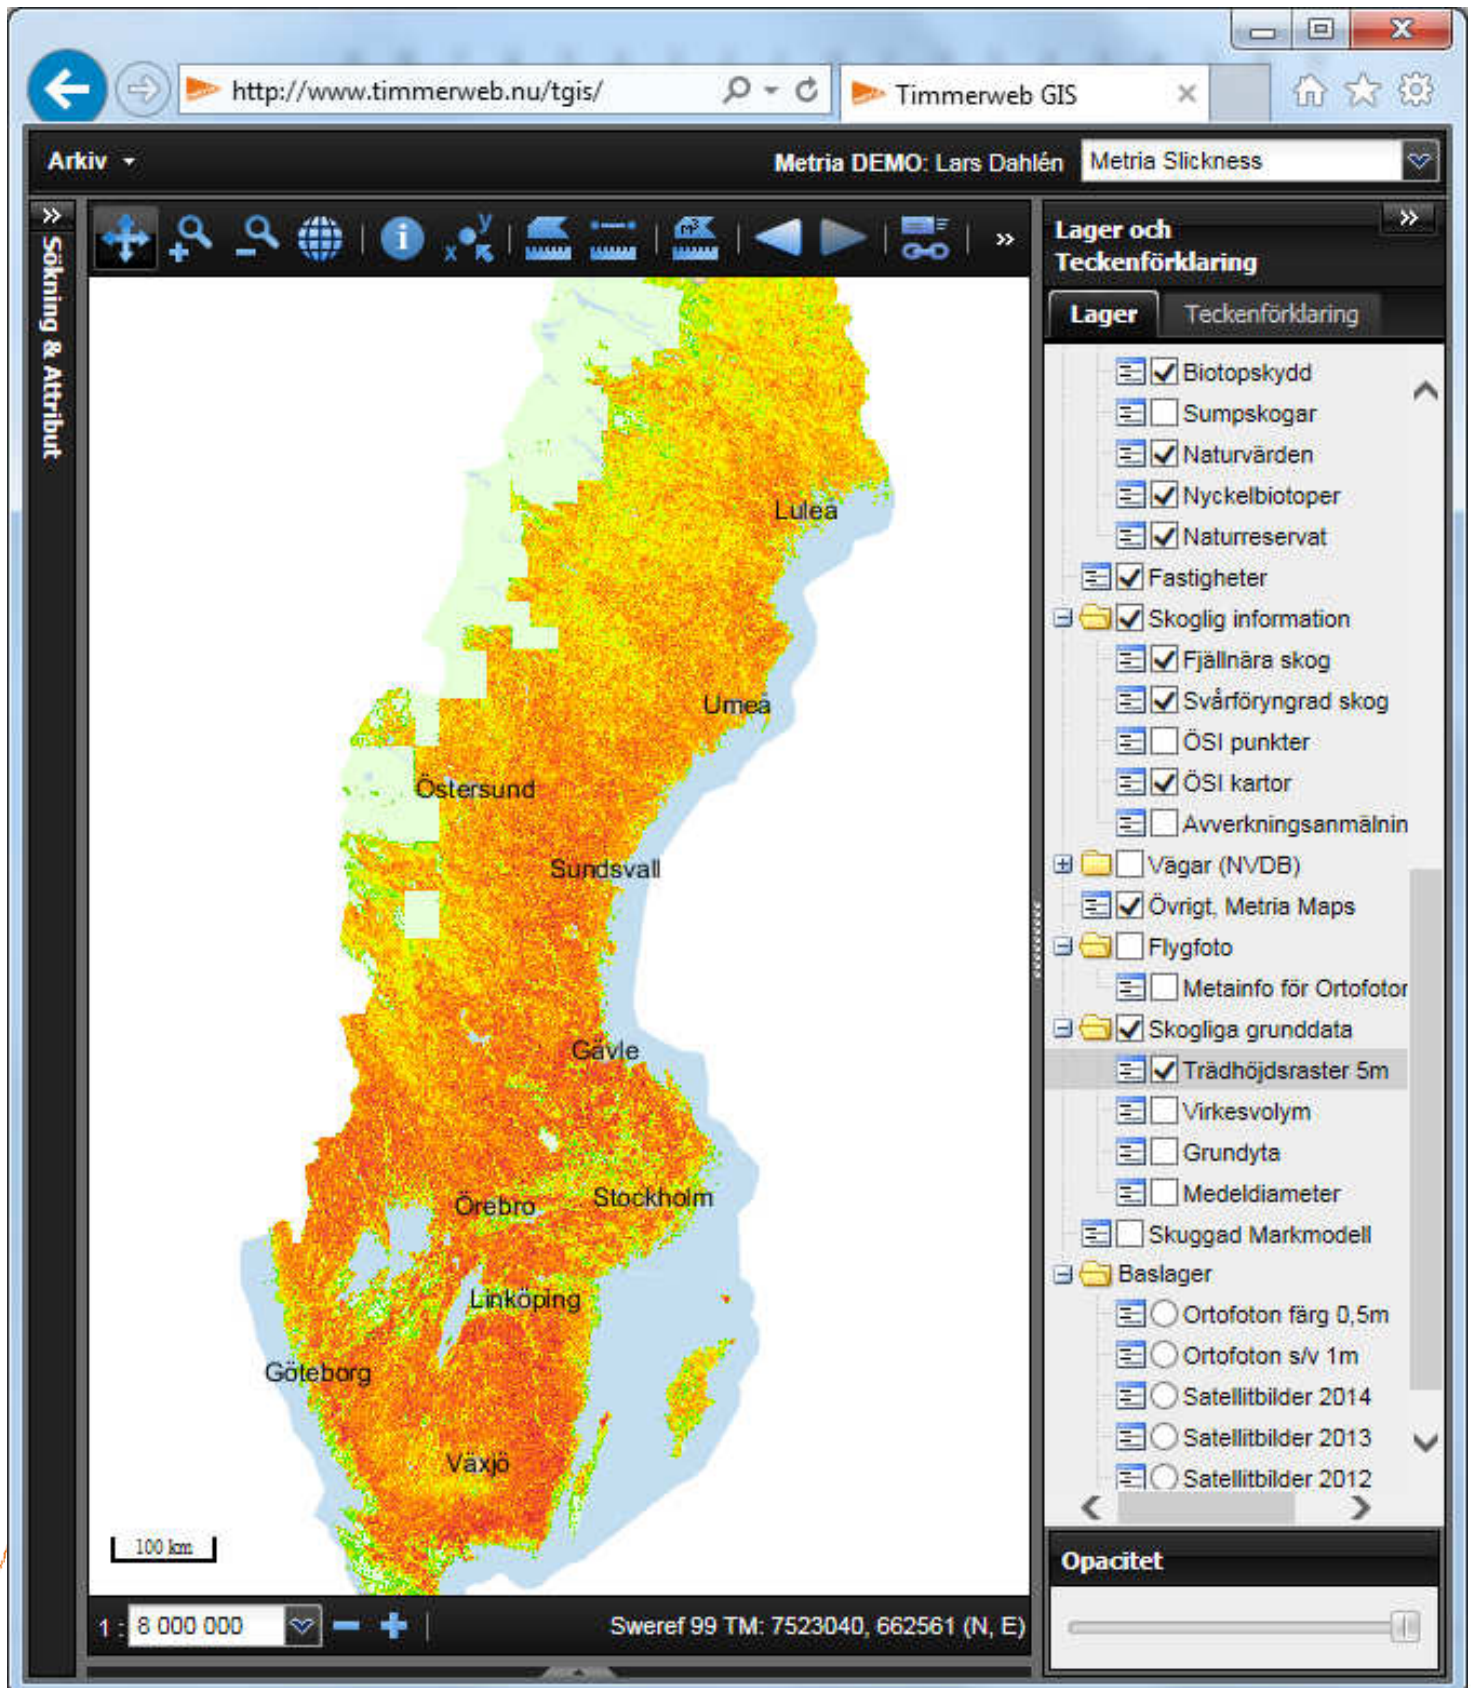 http://www.timmerweb.nu/tgis/
Timmerweb GIS
Arkiv
Metria DEMO: Lars Dahlén
Metria Slickness
Sökning & Attribut
x
y
i
m³
Lager och
Teckenförklaring
Lager
Teckenförklaring
Biotopskydd
Sumpskogar
Naturvärden
Nyckelbiotoper
Naturreservat
Fastigheter
Skoglig information
Fjällnära skog
Svårföryngrad skog
ÖSI punkter
ÖSI kartor
Avverkningsanmälnin
Vägar (NVDB)
Övrigt, Metria Maps
Flygfoto
Metainfo för Ortofotor
Skogliga grunddata
Trädhöjdsraster 5m
Virkesvolym
Grundyta
Medeldiameter
Skuggad Markmodell
Baslager
Ortofoton färg 0,5m
Ortofoton s/v 1m
Satellitbilder 2014
Satellitbilder 2013
Satellitbilder 2012
Opacitet
Luleå
Umeå
Östersund
Sundsvall
Gävle
Örebro
Stockholm
Linköping
Göteborg
Växjö
100 km
1 : 8 000 000
Sweref 99 TM: 7523040, 662561 (N, E)